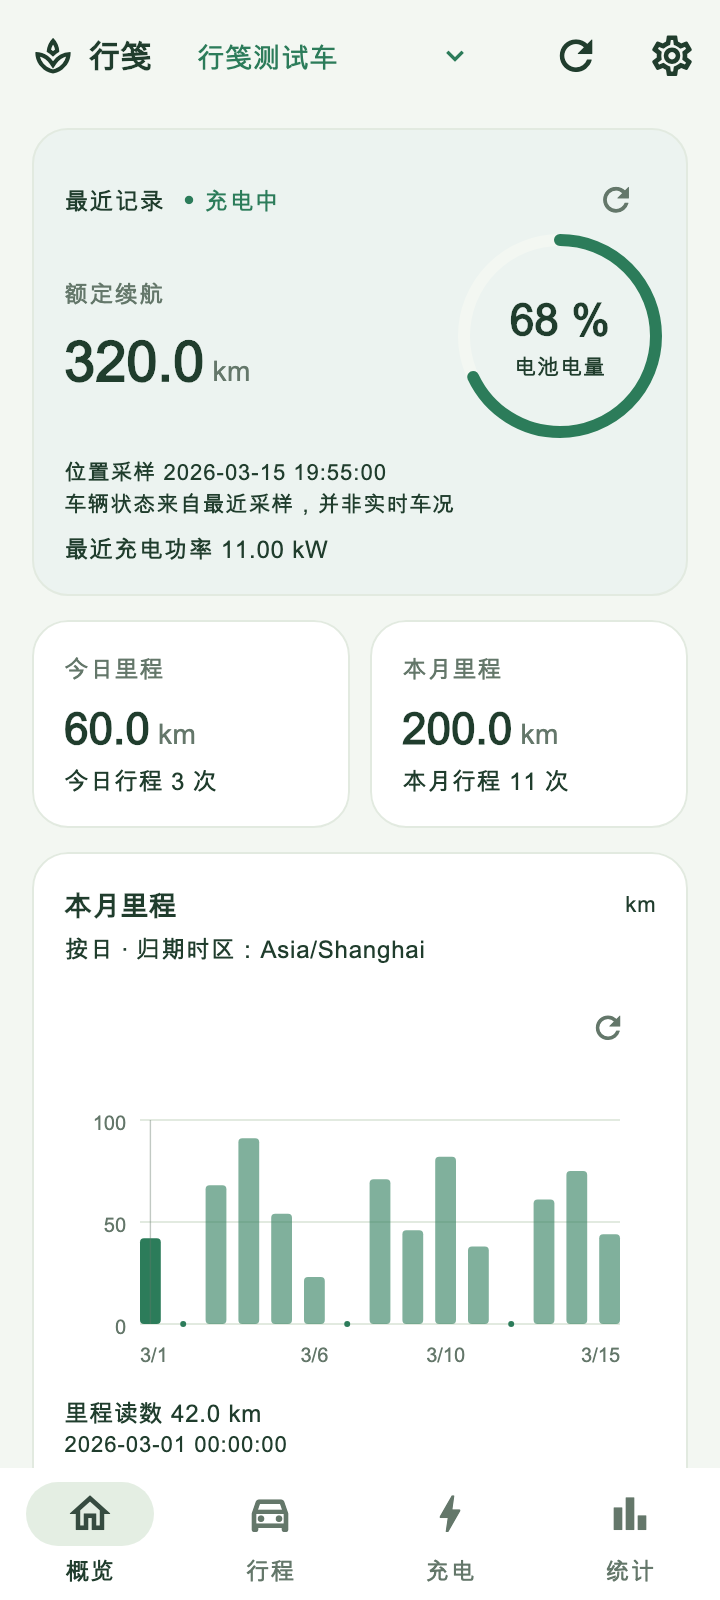 行笺 行笺测试车
最近记录 • 充电中
额定续航
320.0 km
68 %
电池电量
位置采样 2026-03-15 19:55:00
车辆状态来自最近采样，并非实时车况
最近充电功率 11.00 kW
今日里程
60.0 km
今日行程 3 次
本月里程
200.0 km
本月行程 11 次
本月里程 km
按日 · 归期时区：Asia/Shanghai
100
50
0
3/1 3/6 3/10 3/15
里程读数 42.0 km
2026-03-01 00:00:00
概览 行程 充电 统计